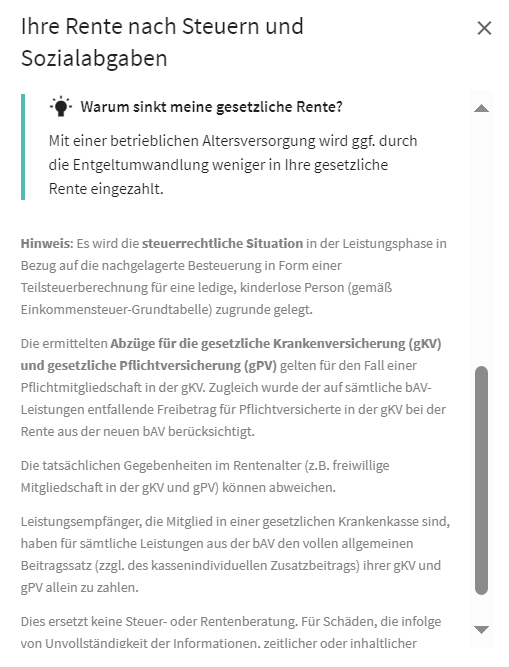 Ihre Rente nach Steuern und
Sozialabgaben
Warum sinkt meine gesetzliche Rente?
Mit einer betrieblichen Altersversorgung wird ggf. durch
die Entgeltumwandlung weniger in Ihre gesetzliche
Rente eingezahlt.
Hinweis: Es wird die steuerrechtliche Situation in der Leistungsphase in
Bezug auf die nachgelagerte Besteuerung in Form einer
Teilsteuerberechnung für eine ledige, kinderlose Person (gemäß
Einkommensteuer-Grundtabelle) zugrunde gelegt.
Die ermittelten Abzüge für die gesetzliche Krankenversicherung (gKV)
und gesetzliche Pflichtversicherung (gPV) gelten für den Fall einer
Pflichtmitgliedschaft in der gKV. Zugleich wurde der auf sämtliche bAV-
Leistungen entfallende Freibetrag für Pflichtversicherte in der gKV bei der
Rente aus der neuen bAV berücksichtigt.
Die tatsächlichen Gegebenheiten im Rentenalter (z.B. freiwillige
Mitgliedschaft in der gKV und gPV) können abweichen.
Leistungsempfänger, die Mitglied in einer gesetzlichen Krankenkasse sind,
haben für sämtliche Leistungen aus der bAV den vollen allgemeinen
Beitragssatz (zzgl. des kassenindividuellen Zusatzbeitrags) ihrer gKV und
gPV allein zu zahlen.
Dies ersetzt keine Steuer- oder Rentenberatung. Für Schäden, die infolge
von Unvollständigkeit der Informationen, zeitlicher oder inhaltlicher